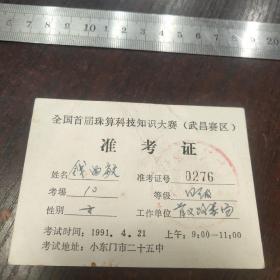 全国首届珠算科技知识大赛（武昌赛区）
准考证
姓名 准考证号 0276
考場 10 等级 四级
性别 女 工作单位
考试时间：1991.4.21 上午：9:00—11:00
考试地址：小东门市二十五中